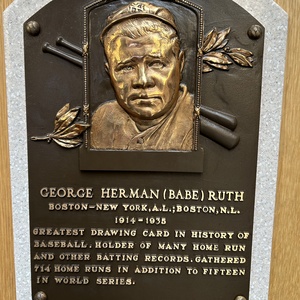 GEORGE HERMAN (BABE) RUTH
BOSTON-NEW YORK, A.L.; BOSTON, N.L.
1914-1935
GREATEST DRAWING CARD IN HISTORY OF
BASEBALL. HOLDER OF MANY HOME RUN
AND OTHER BATTING RECORDS. GATHERED
714 HOME RUNS IN ADDITION TO FIFTEEN
IN WORLD SERIES.